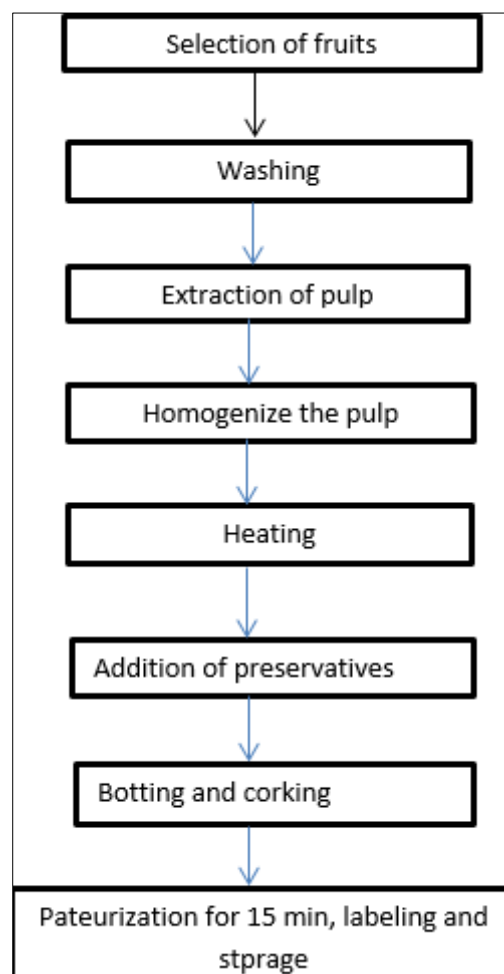 Selection of fruits
Washing
Extraction of pulp
Homogenize the pulp
Heating
Addition of preservatives
Botting and corking
Pateurization for 15 min, labeling and
stprage